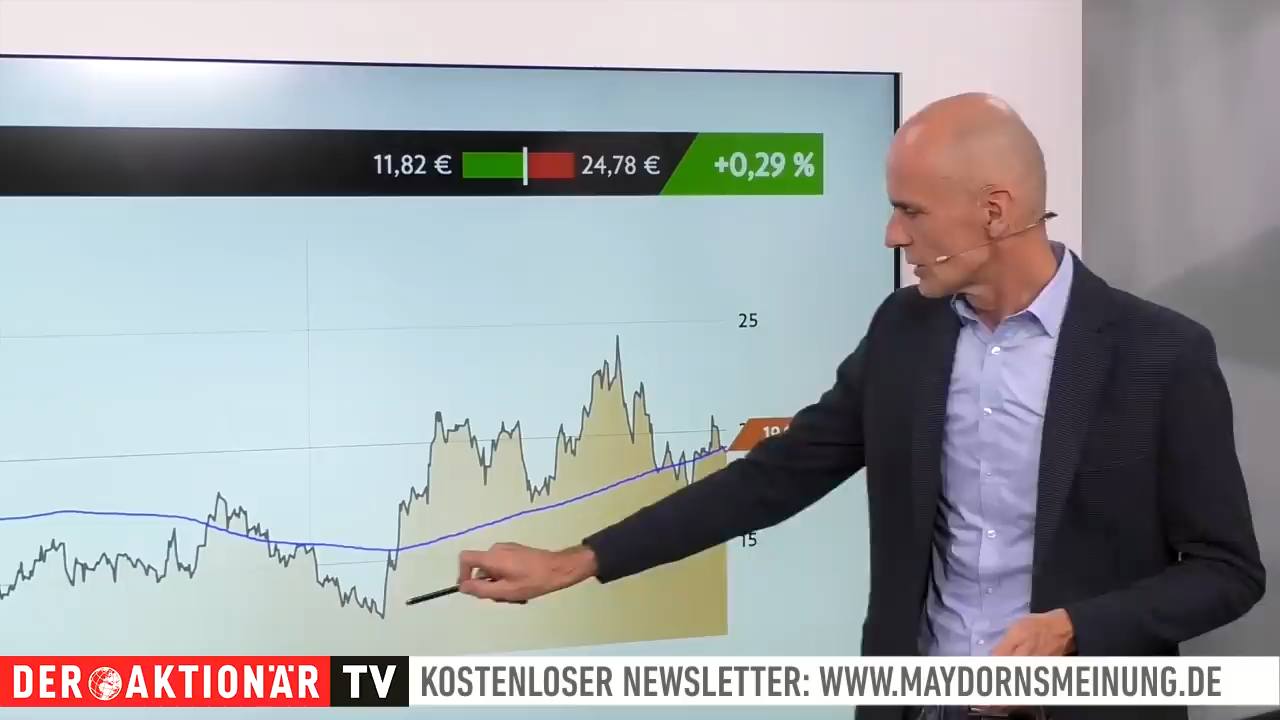 11,82 € 24,78 € +0,29 %
25
15
DER AKTIONÄR TV KOSTENLOSER NEWSLETTER: WWW.MAYDORNSMEINUNG.DE